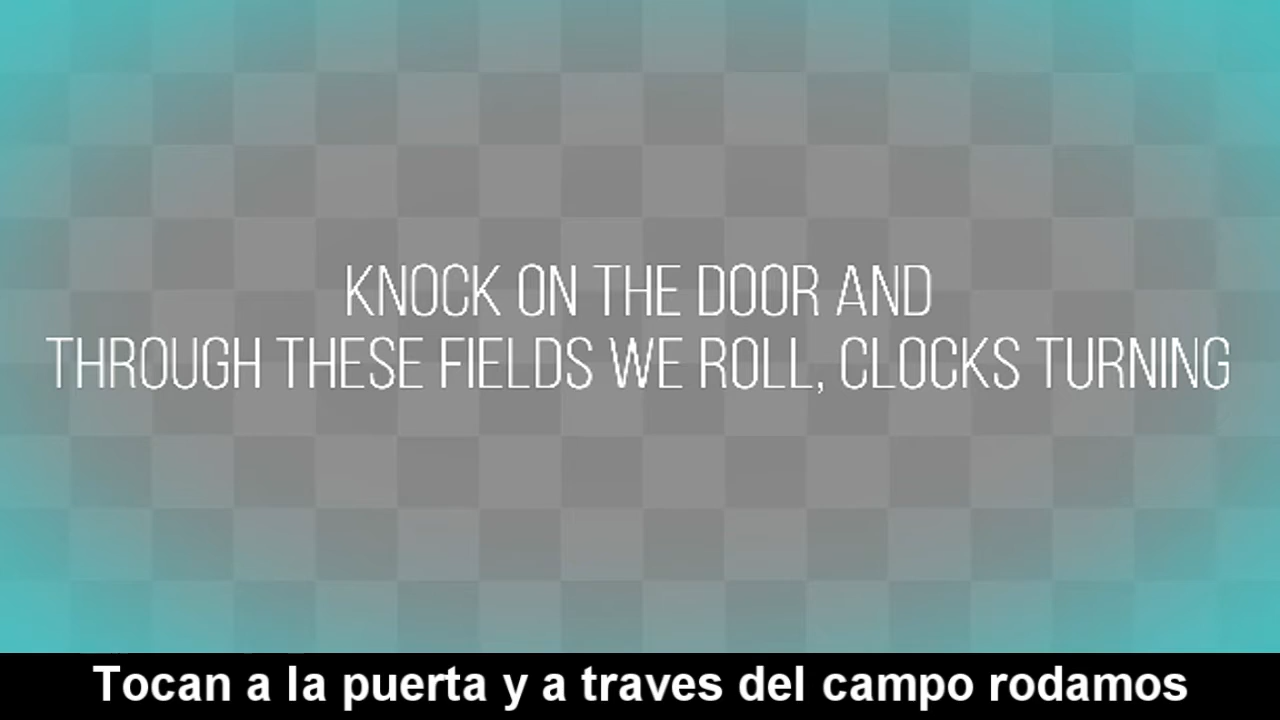 KNOCK ON THE DOOR AND
THROUGH THESE FIELDS WE ROLL, CLOCKS TURNING
Tocan a la puerta y a traves del campo rodamos